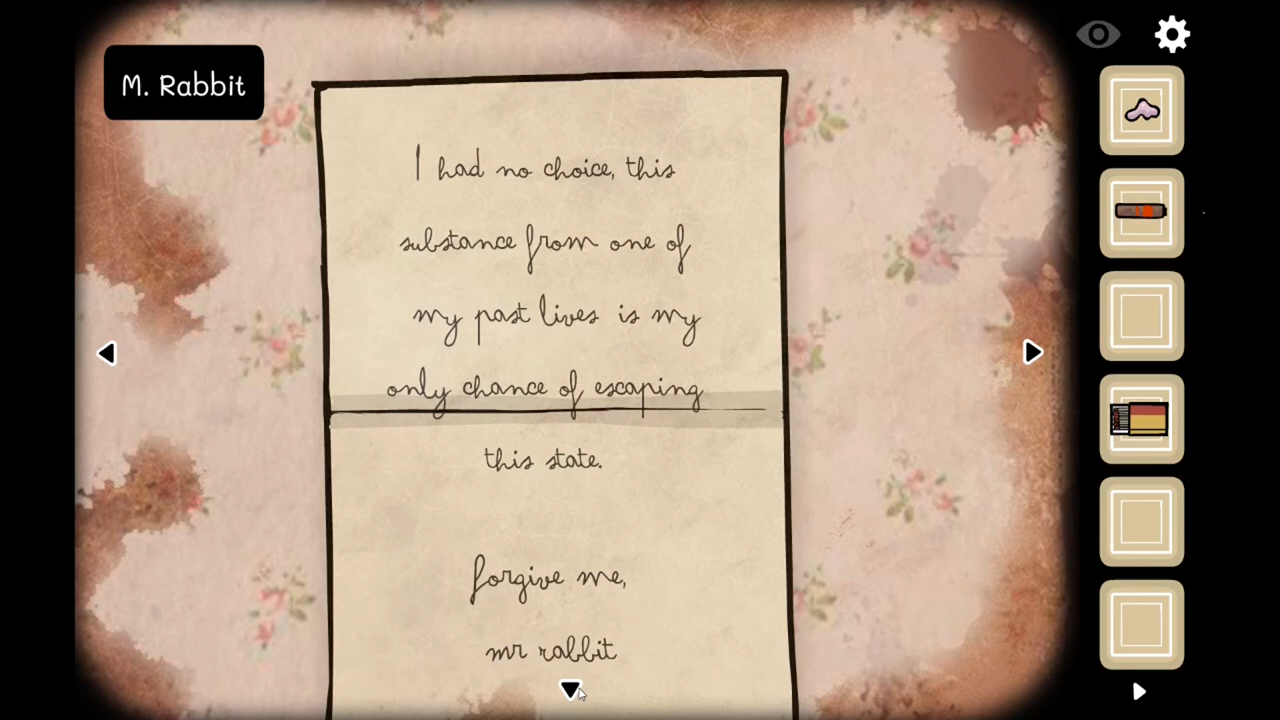 M. Rabbit
I had no choice, this
substance from one of
my past lives is my
only chance of escaping
this state.
forgive me,
mr rabbit